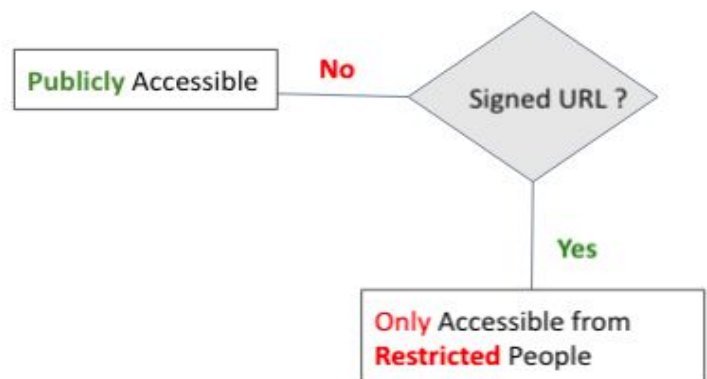 Publicly Accessible
No
Signed URL ?
Yes
Only Accessible from
Restricted People